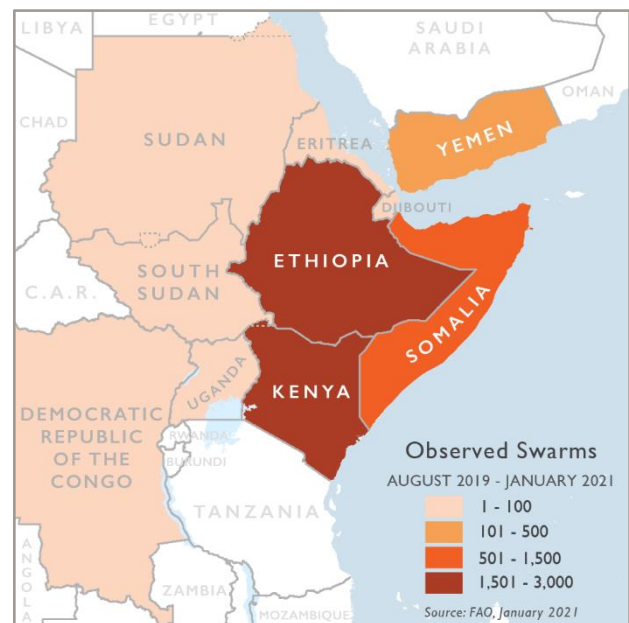 LIBYA
EGYPT
SAUDI
ARABIA
OMAN
CHAD
SUDAN
ERITREA
YEMEN
DJIBOUTI
ETHIOPIA
SOUTH
SUDAN
C.A.R.
SOMALIA
UGANDA
KENYA
DEMOCRATIC
REPUBLIC
OF THE
CONGO
RWANDA
BURUNDI
TANZANIA
ANGOLA
ZAMBIA
MOZAMBIQUE
Observed Swarms
AUGUST 2019 - JANUARY 2021
1 - 100
101 - 500
501 - 1,500
1,501 - 3,000
Source: FAO, January 2021